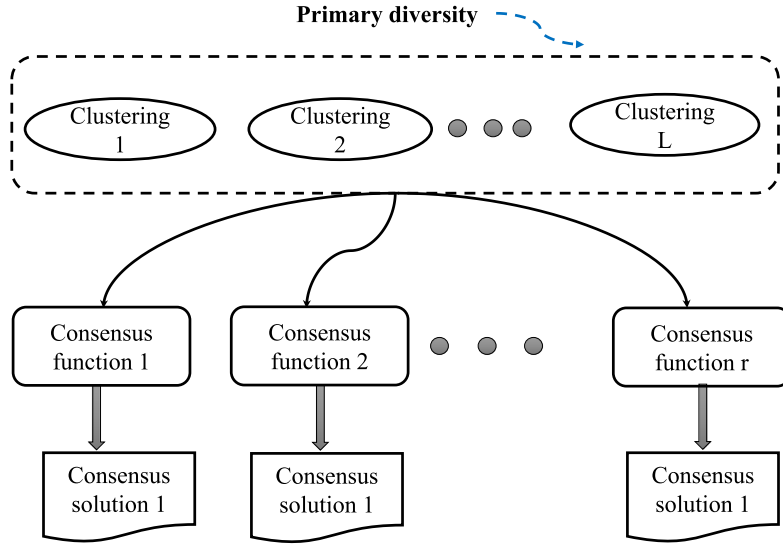 Primary diversity
Clustering
1
Clustering
2
Clustering
L
Consensus
function 1
Consensus
function 2
Consensus
function r
Consensus
solution 1
Consensus
solution 1
Consensus
solution 1